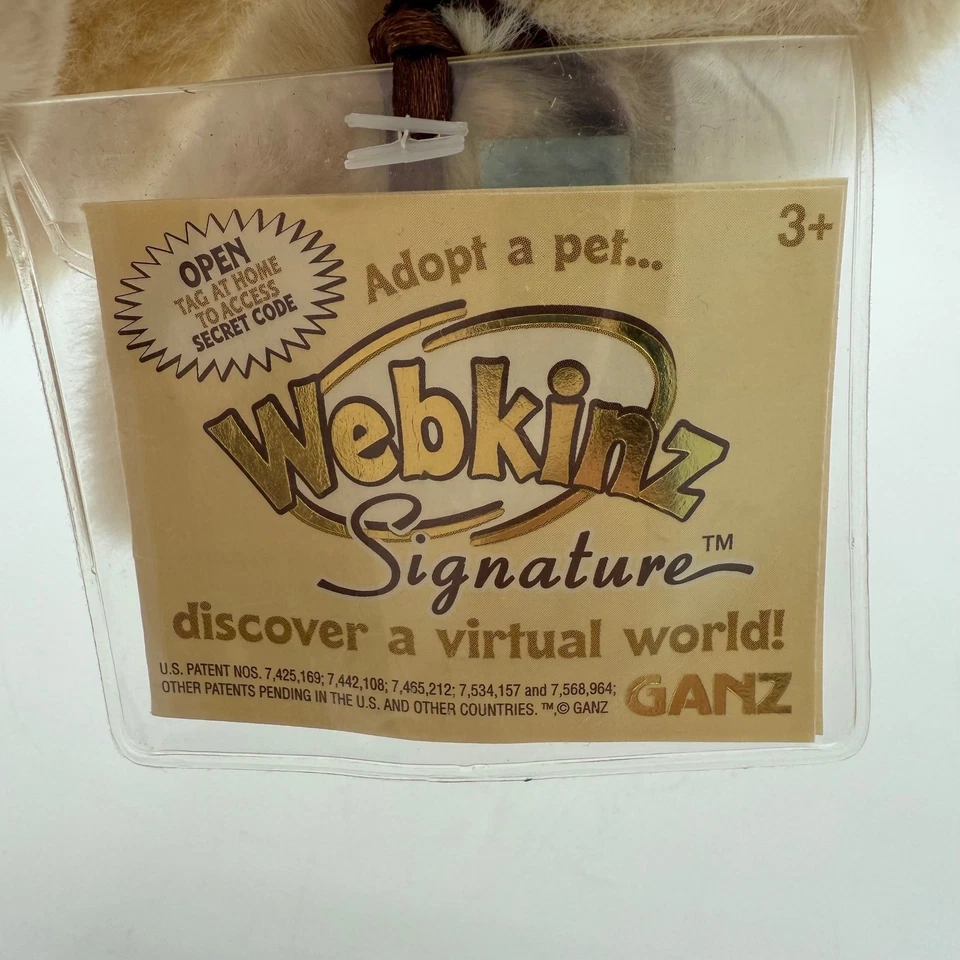 OPEN
TAG AT HOME
TO ACCESS
SECRET CODE
Adopt a pet...
3+
Webkinz
Signature™
discover a virtual world!
U.S. PATENT NOS. 7,425,169; 7,442,108; 7,465,212; 7,534,157 and 7,568,964;
OTHER PATENTS PENDING IN THE U.S. AND OTHER COUNTRIES. ™,© GANZ
GANZ